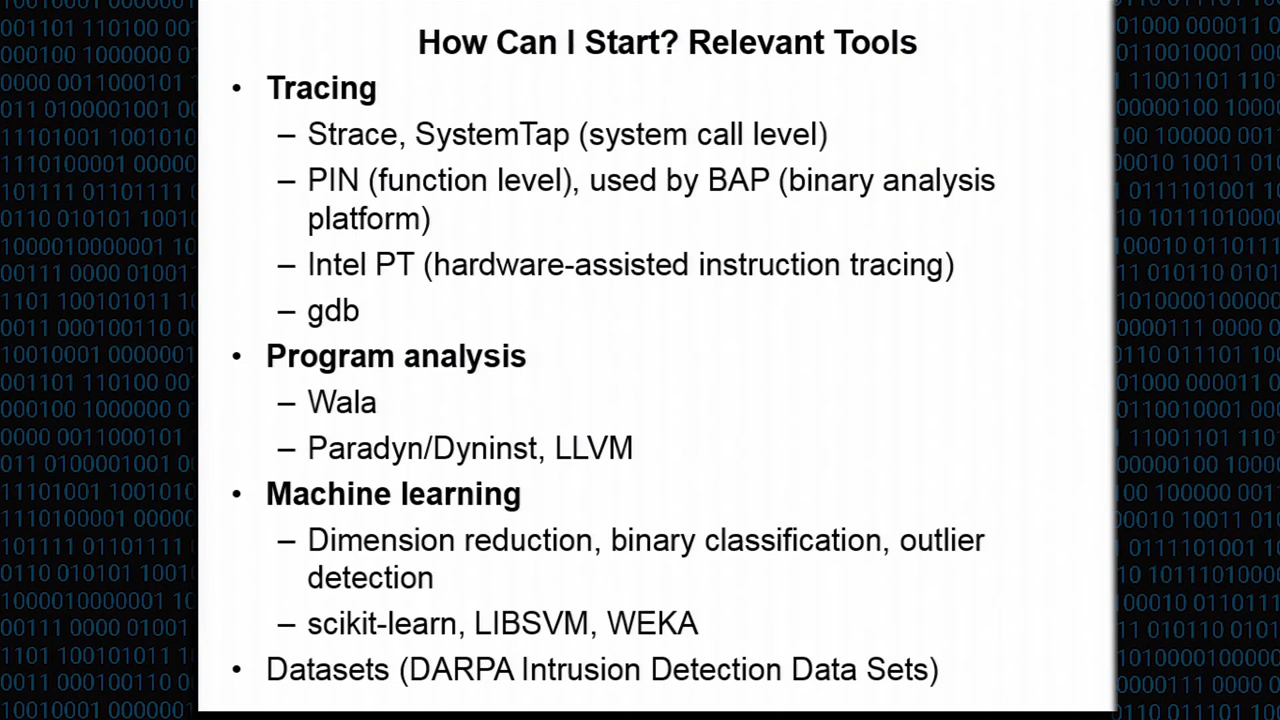 How Can I Start? Relevant Tools
• Tracing
– Strace, SystemTap (system call level)
– PIN (function level), used by BAP (binary analysis
platform)
– Intel PT (hardware-assisted instruction tracing)
– gdb
• Program analysis
– Wala
– Paradyn/Dyninst, LLVM
• Machine learning
– Dimension reduction, binary classification, outlier
detection
– scikit-learn, LIBSVM, WEKA
• Datasets (DARPA Intrusion Detection Data Sets)